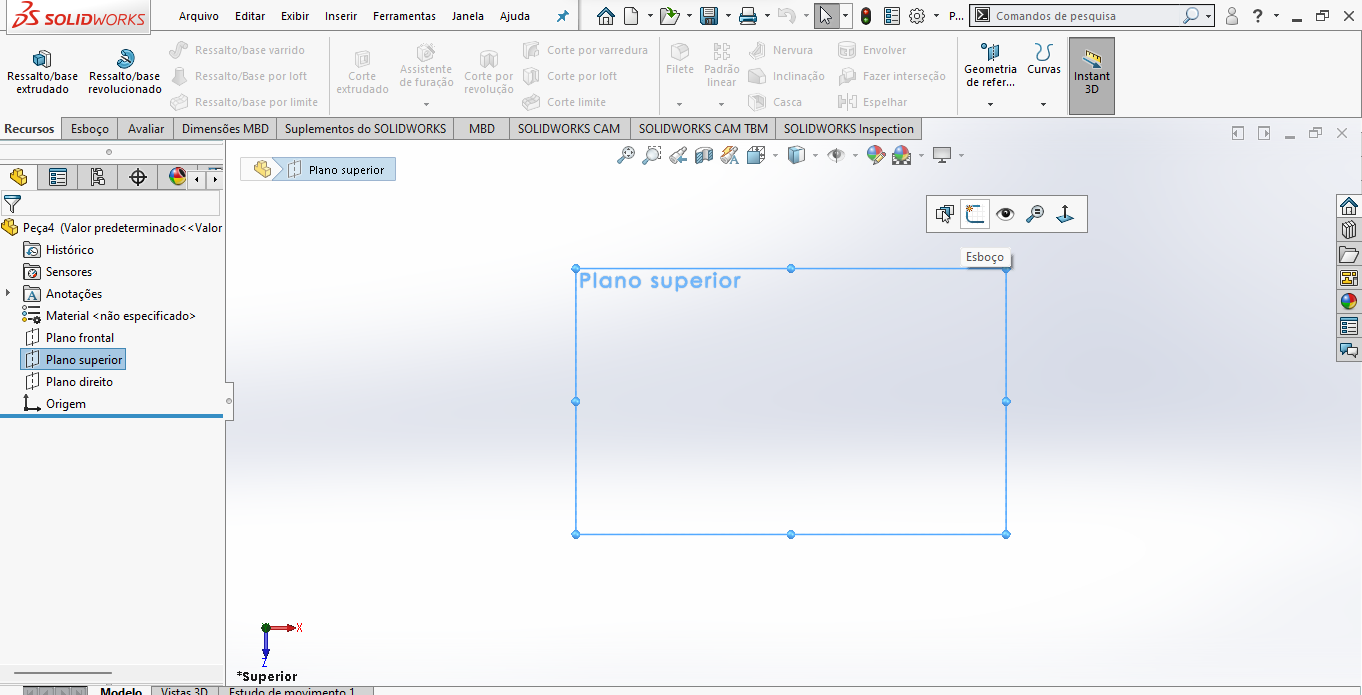 SOLIDWORKS
Arquivo Editar Exibir Inserir Ferramentas Janela Ajuda P... Comandos de pesquisa ?
Ressalto/base extrudado
Ressalto/base revolucionado
Ressalto/base varrido
Ressalto/Base por loft
Ressalto/base por limite
Corte extrudado
Assistente de furação
Corte por revolução
Corte por varredura
Corte por loft
Corte limite
Filete
Padrão linear
Nervura
Inclinação
Casca
Envolver
Fazer interseção
Espelhar
Geometria de refer...
Curvas
Instant 3D
Recursos Esboço Avaliar Dimensões MBD Suplementos do SOLIDWORKS MBD SOLIDWORKS CAM SOLIDWORKS CAM TBM SOLIDWORKS Inspection
Plano superior
Peça4 (Valor predeterminado<<Valor
Histórico
Sensores
Anotações
Material <não especificado>
Plano frontal
Plano superior
Plano direito
Origem
Esboço
Plano superior
X
Z
*Superior
Modelo Vistas 3D Estudo de movimento 1